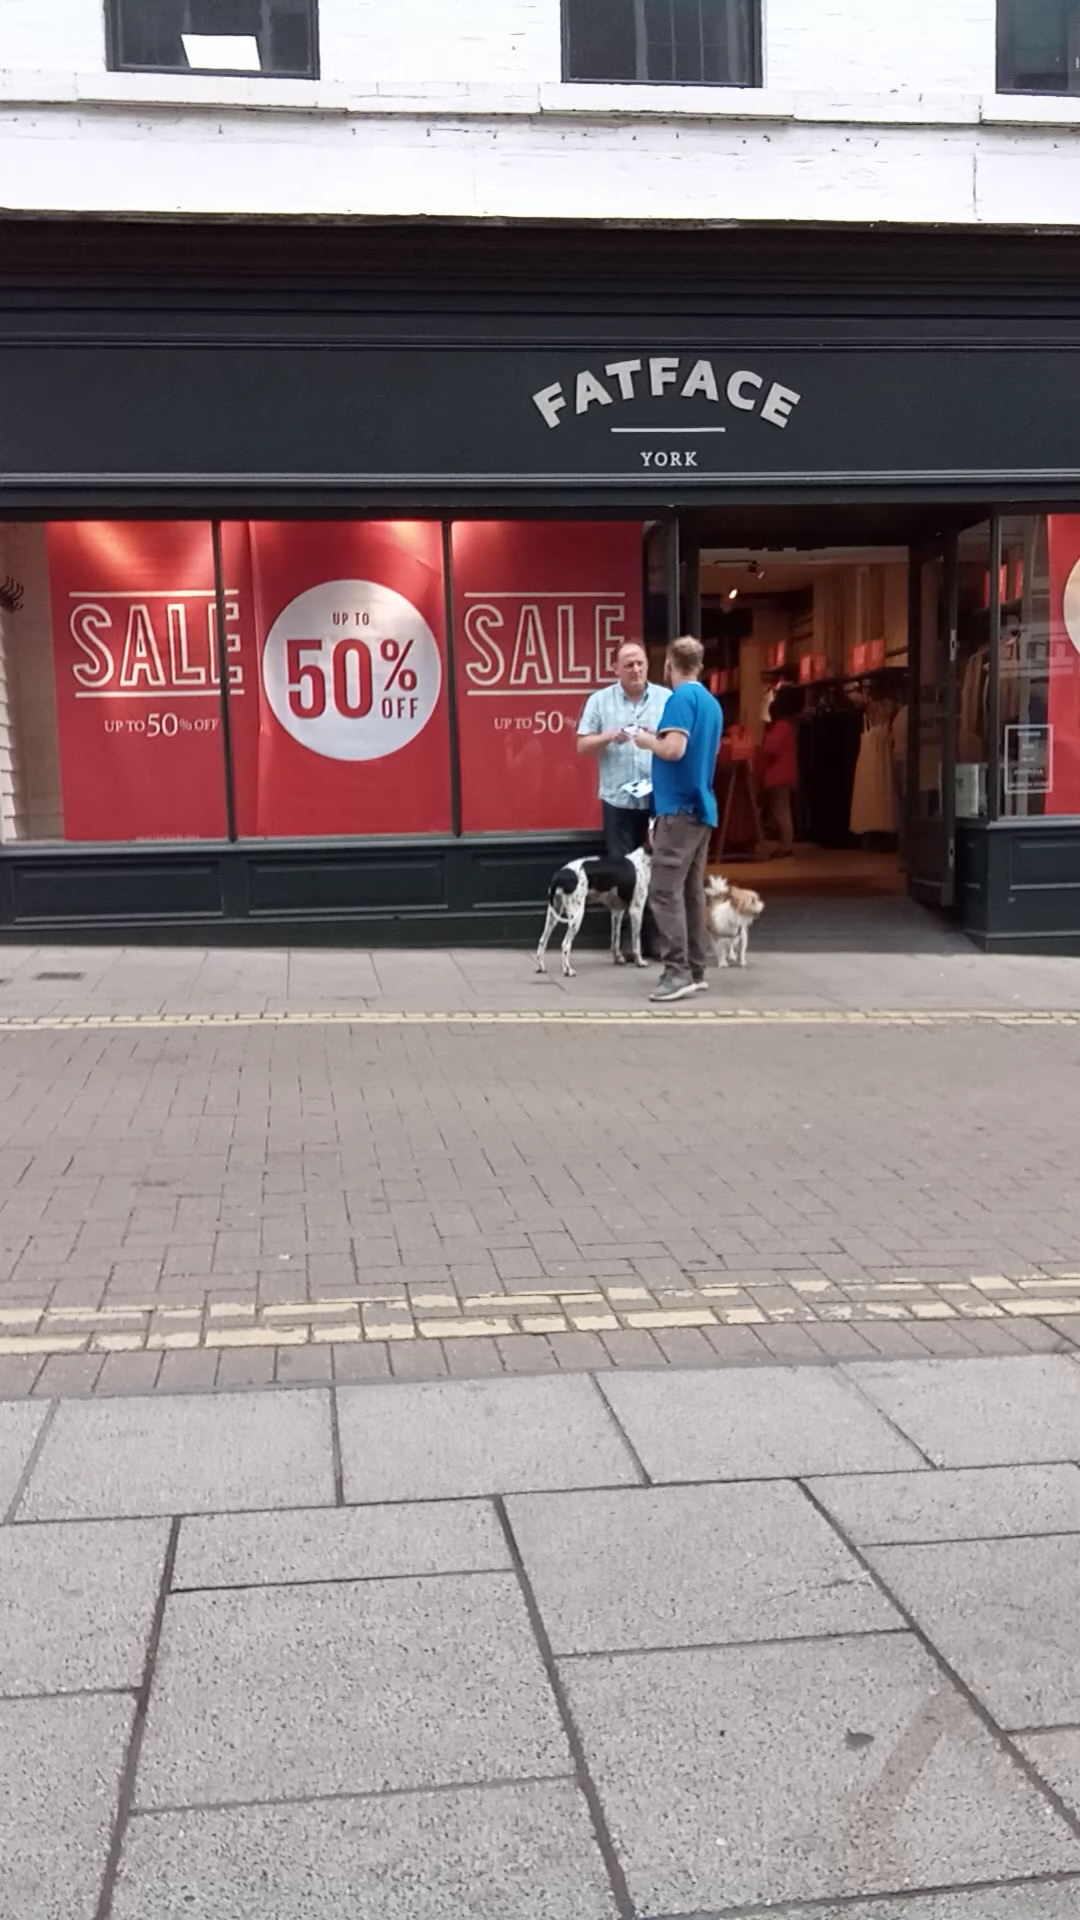 FATFACE
YORK
SALE
UP TO 50% OFF
UP TO
50%
OFF
SALE
UP TO 50%